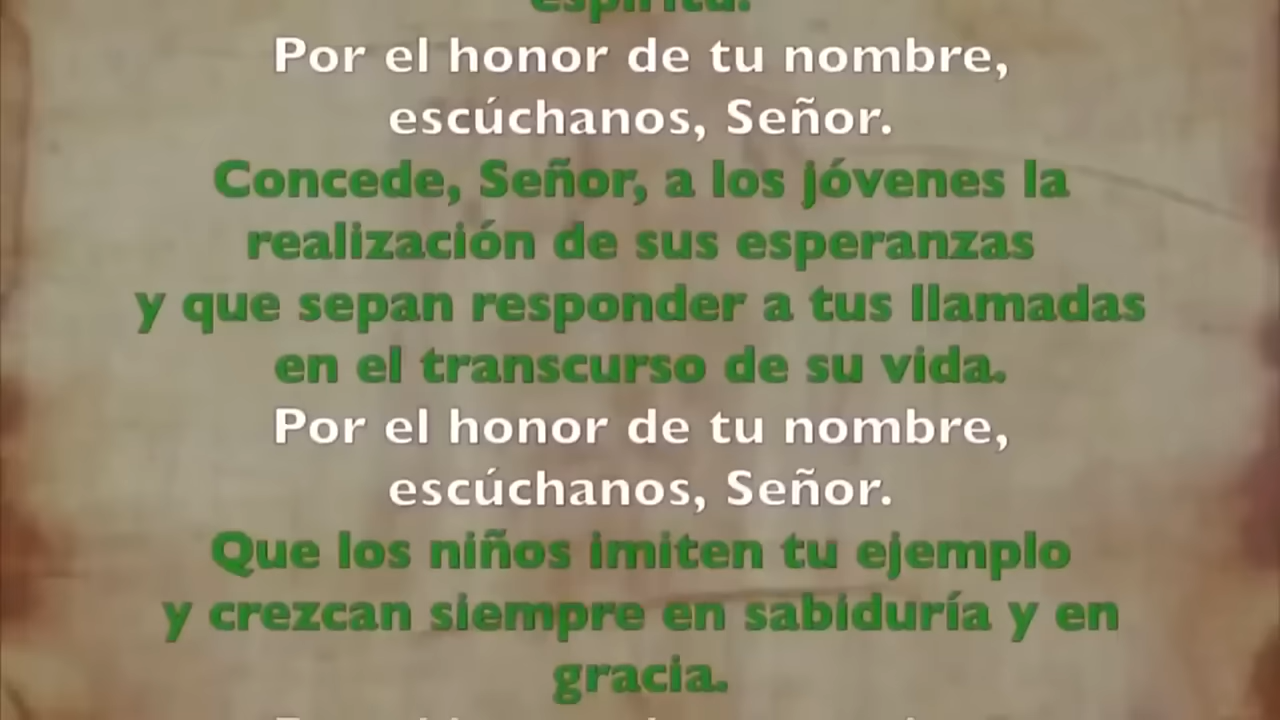 espíritu.
Por el honor de tu nombre,
escúchanos, Señor.
Concede, Señor, a los jóvenes la
realización de sus esperanzas
y que sepan responder a tus llamadas
en el transcurso de su vida.
Por el honor de tu nombre,
escúchanos, Señor.
Que los niños imiten tu ejemplo
y crezcan siempre en sabiduría y en
gracia.